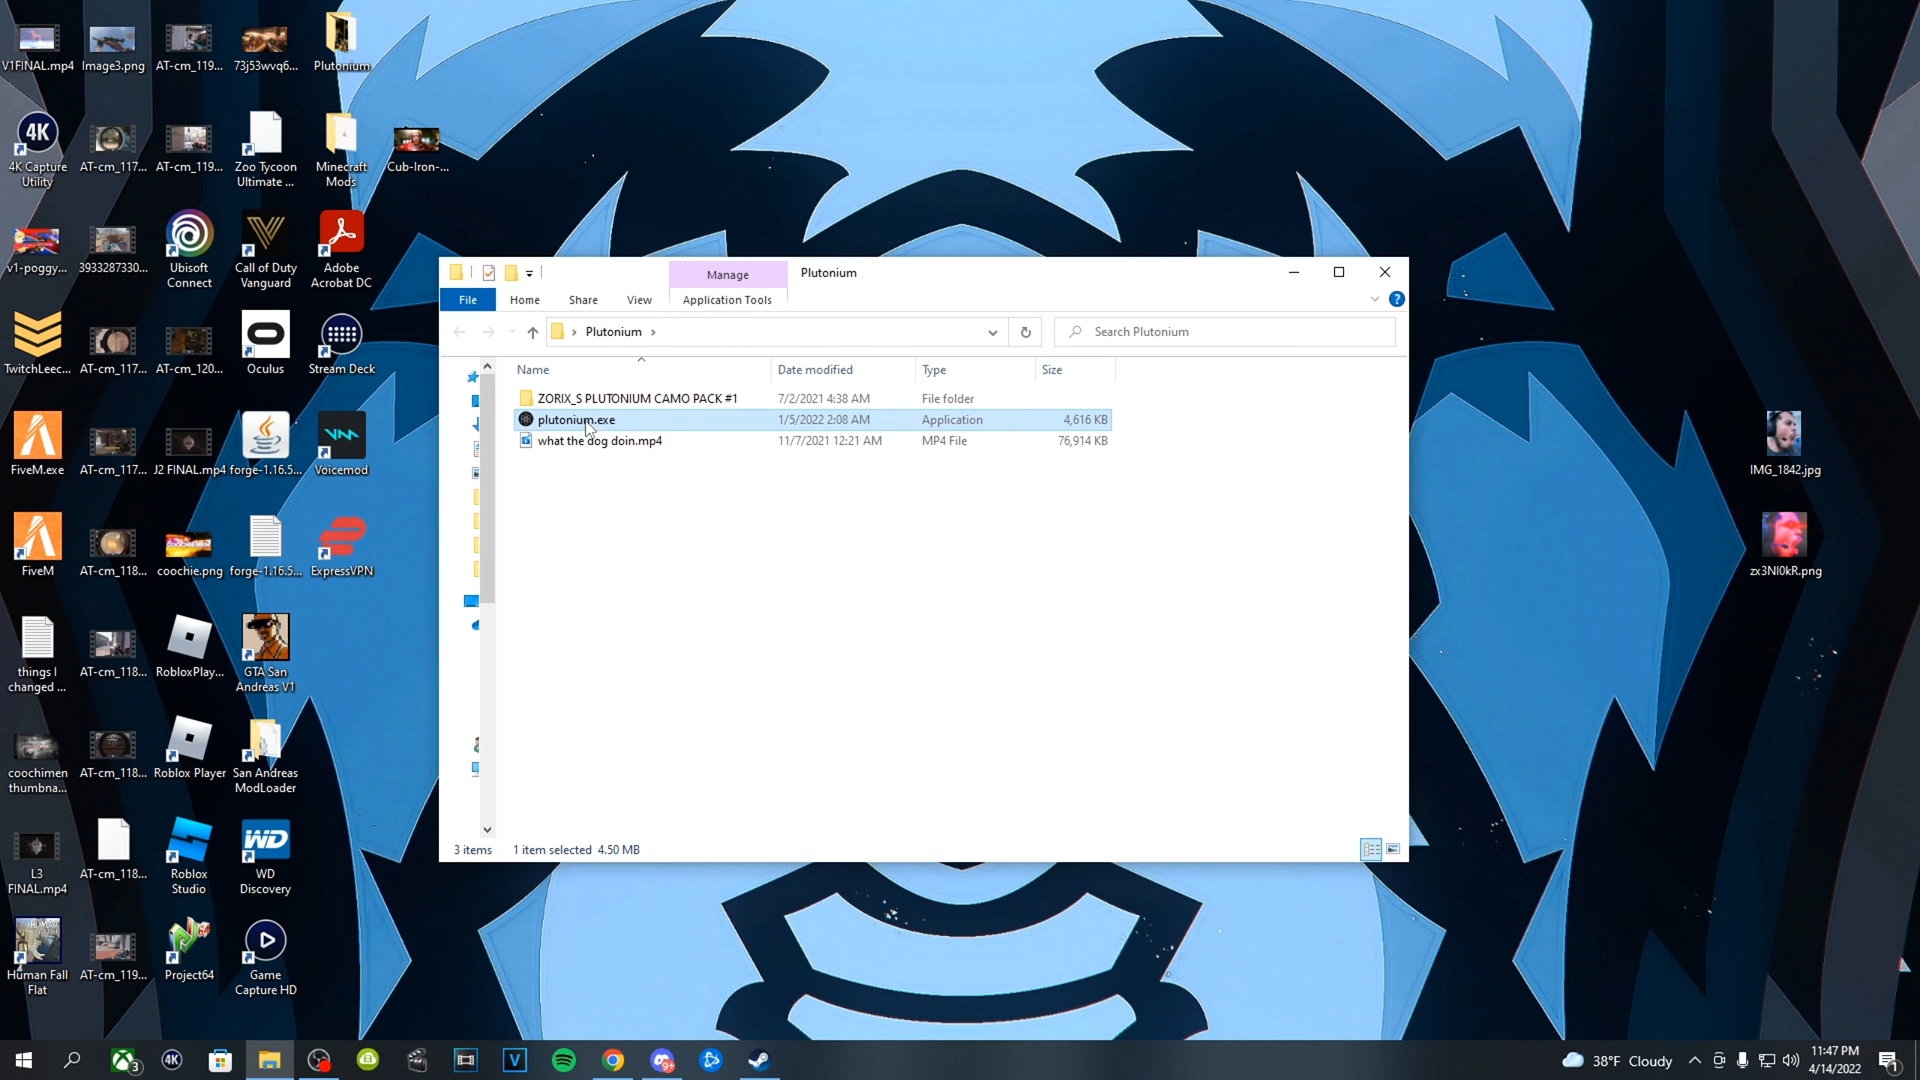 V1FINAL.mp4
Image3.png
AT-cm_119...
73j53wvq6...
Plutonium
4K
4K Capture
Utility
AT-cm_117...
AT-cm_119...
Zoo Tycoon
Ultimate ...
Minecraft
Mods
Cub-Iron-...
v1-poggy...
3933287330...
Ubisoft
Connect
Call of Duty
Vanguard
Adobe
Acrobat DC
TwitchLeec...
AT-cm_117...
AT-cm_120...
Oculus
Stream Deck
FiveM.exe
AT-cm_117...
J2 FINAL.mp4
forge-1.16.5...
Voicemod
FiveM
AT-cm_118...
coochie.png
forge-1.16.5...
ExpressVPN
things I
changed ...
AT-cm_118...
RobloxPlay...
GTA San
Andreas V1
coochimen
thumbna...
AT-cm_118...
Roblox Player
San Andreas
ModLoader
L3
FINAL.mp4
AT-cm_118...
Roblox
Studio
WD
WD
Discovery
Human Fall
Flat
AT-cm_119...
Project64
Game
Capture HD
Manage
Plutonium
File
Home
Share
View
Application Tools
?
Plutonium
Search Plutonium
Name
Date modified
Type
Size
ZORIX_S PLUTONIUM CAMO PACK #1
7/2/2021 4:38 AM
File folder
plutonium.exe
1/5/2022 2:08 AM
Application
4,616 KB
what the dog doin.mp4
11/7/2021 12:21 AM
MP4 File
76,914 KB
3 items
1 item selected 4.50 MB
IMG_1842.jpg
zx3NI0kR.png
3
4K
V
9+
38°F Cloudy
11:47 PM
4/14/2022
1